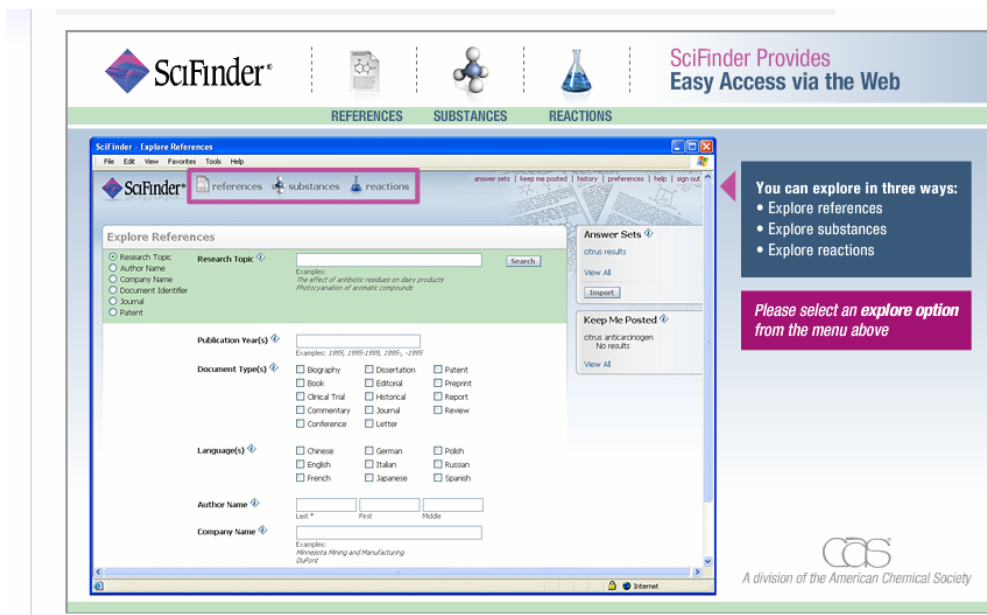 SciFinder®
SciFinder Provides
Easy Access via the Web
REFERENCES SUBSTANCES REACTIONS
SciFinder - Explore References
File Edit View Favorites Tools Help
SciFinder® references substances reactions
answer sets | keep me posted | history | preferences | help | sign out
You can explore in three ways:
• Explore references
• Explore substances
• Explore reactions
Please select an explore option
from the menu above
Explore References
Research Topic
Author Name
Company Name
Document Identifier
Journal
Patent
Research Topic
Search
Examples:
The effect of antibiotic residues on dairy products
Photocyanation of aromatic compounds
Answer Sets
citrus results
View All
Import
Keep Me Posted
citrus anticarcinogen
No results
View All
Publication Year(s)
Examples: 1995, 1995-1999, 1995-, -1995
Document Type(s)
Biography Dissertation Patent
Book Editorial Preprint
Clinical Trial Historical Report
Commentary Journal Review
Conference Letter
Language(s)
Chinese German Polish
English Italian Russian
French Japanese Spanish
Author Name
Last * First Middle
Company Name
Examples:
Minnesota Mining and Manufacturing
DuPont
Internet
CAS
A division of the American Chemical Society